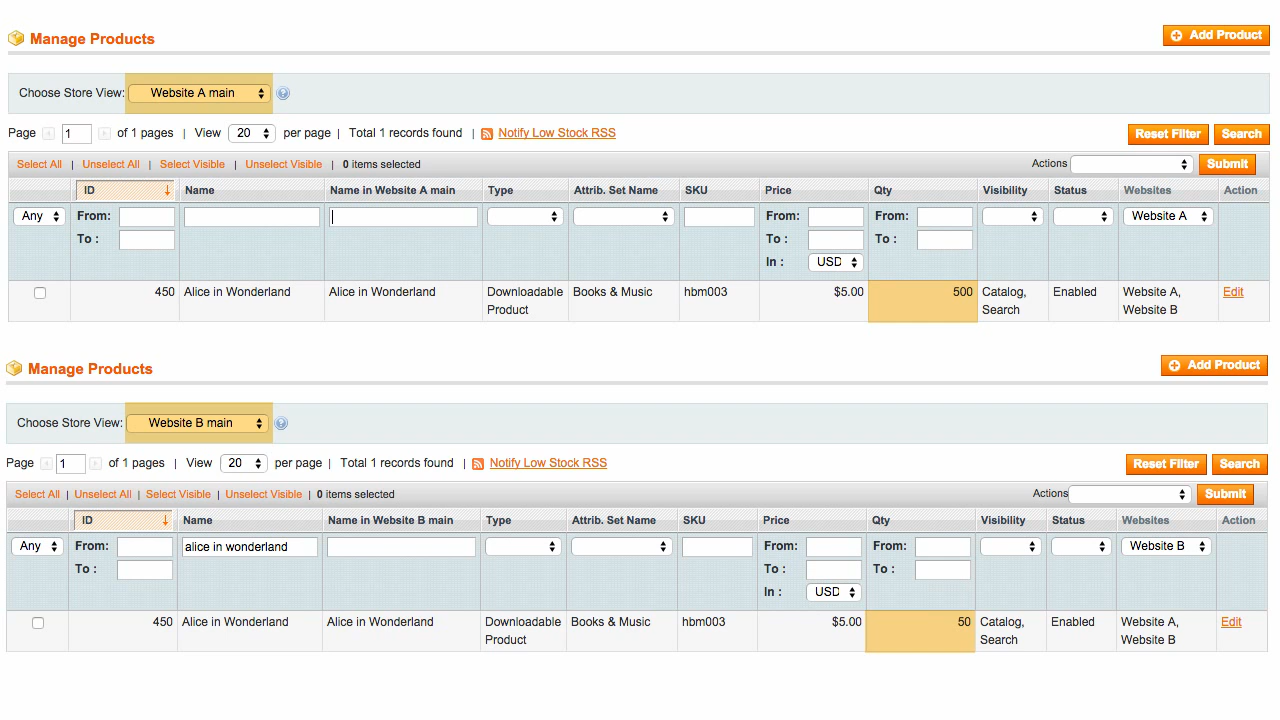 Manage Products
Add Product
Choose Store View: Website A main
Page 1 of 1 pages | View 20 per page | Total 1 records found | Notify Low Stock RSS
Reset Filter Search
Select All | Unselect All | Select Visible | Unselect Visible | 0 items selected
Actions Submit
ID Name Name in Website A main Type Attrib. Set Name SKU Price Qty Visibility Status Websites Action
Any From: From: From: Website A
To : To : To :
In : USD
450 Alice in Wonderland Alice in Wonderland Downloadable Books & Music hbm003 $5.00 500 Catalog, Enabled Website A, Edit
Product Search Website B
Manage Products
Add Product
Choose Store View: Website B main
Page 1 of 1 pages | View 20 per page | Total 1 records found | Notify Low Stock RSS
Reset Filter Search
Select All | Unselect All | Select Visible | Unselect Visible | 0 items selected
Actions Submit
ID Name Name in Website B main Type Attrib. Set Name SKU Price Qty Visibility Status Websites Action
Any From: alice in wonderland From: From: Website B
To : To : To :
In : USD
450 Alice in Wonderland Alice in Wonderland Downloadable Books & Music hbm003 $5.00 50 Catalog, Enabled Website A, Edit
Product Search Website B